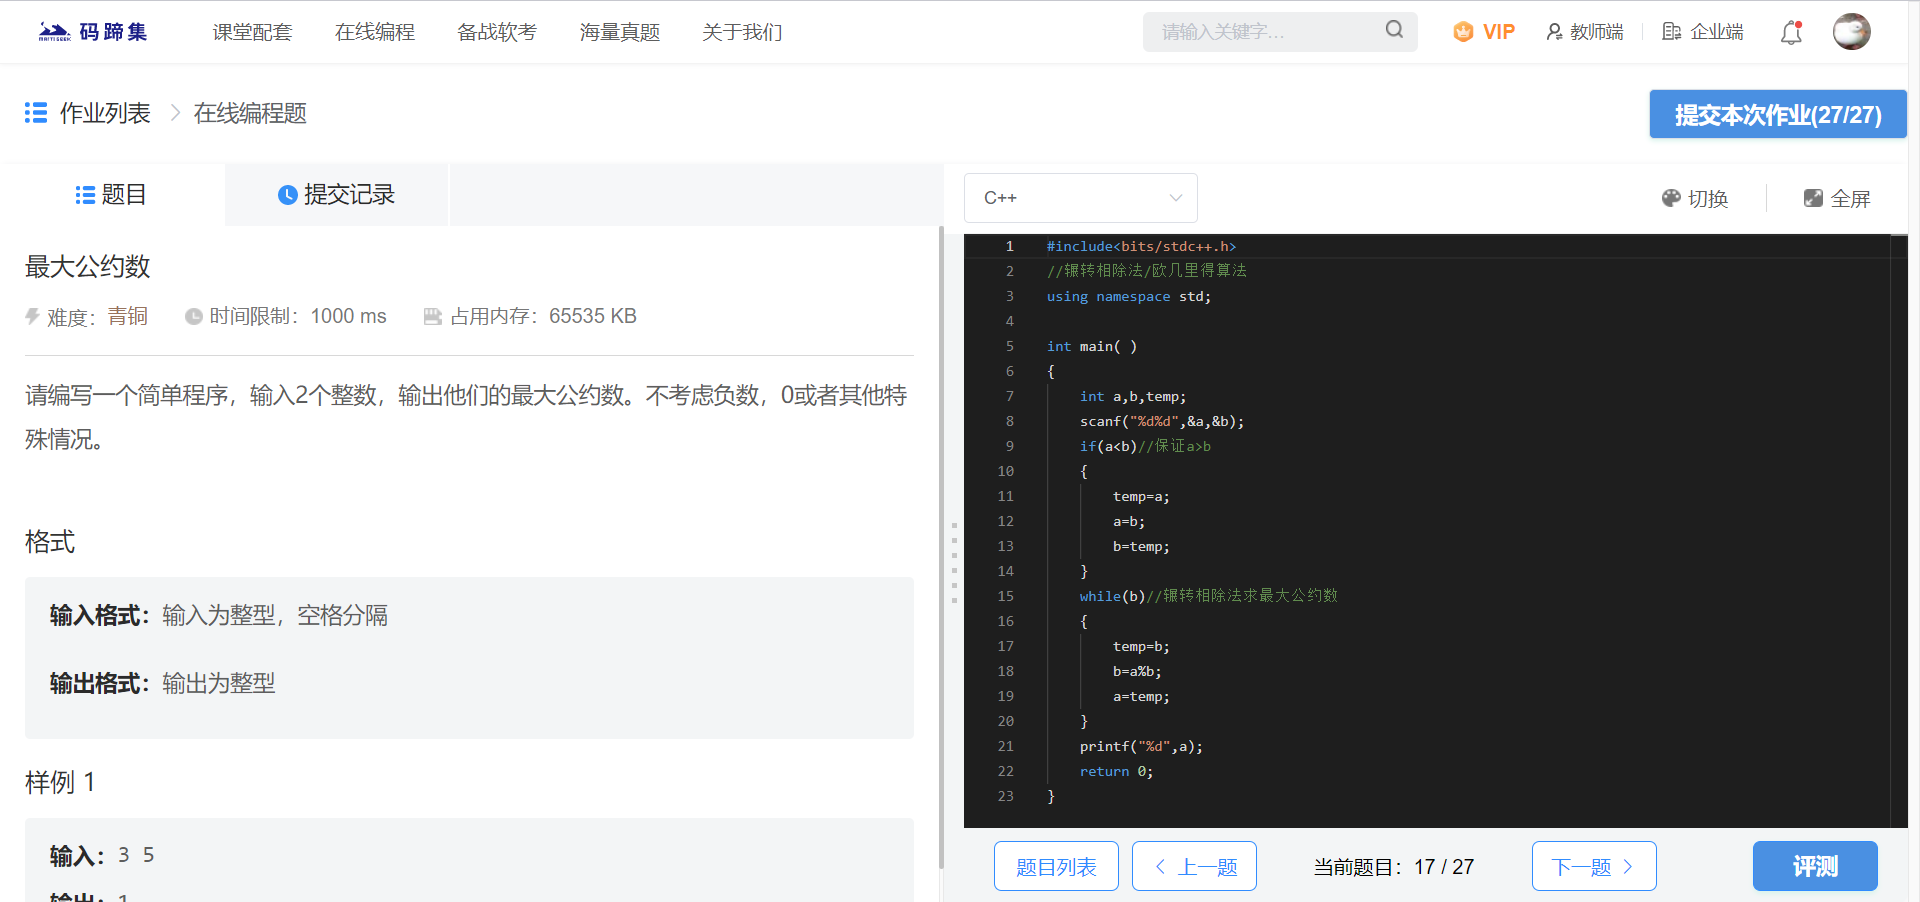 码蹄集
MAITI GEEK
课堂配套 在线编程 备战软考 海量真题 关于我们
请输入关键字...
VIP 教师端 企业端
作业列表 > 在线编程题
提交本次作业(27/27)
题目 提交记录
最大公约数
难度：青铜 时间限制：1000 ms 占用内存：65535 KB
请编写一个简单程序，输入2个整数，输出他们的最大公约数。不考虑负数，0或者其他特
殊情况。
格式
输入格式：输入为整型，空格分隔
输出格式：输出为整型
样例 1
输入：3 5
输出：1
C++
切换 全屏
1 #include<bits/stdc++.h>
2 //辗转相除法/欧几里得算法
3 using namespace std;
4
5 int main( )
6 {
7 int a,b,temp;
8 scanf("%d%d",&a,&b);
9 if(a<b)//保证a>b
10 {
11 temp=a;
12 a=b;
13 b=temp;
14 }
15 while(b)//辗转相除法求最大公约数
16 {
17 temp=b;
18 b=a%b;
19 a=temp;
20 }
21 printf("%d",a);
22 return 0;
23 }
题目列表 < 上一题 当前题目：17 / 27 下一题 > 评测